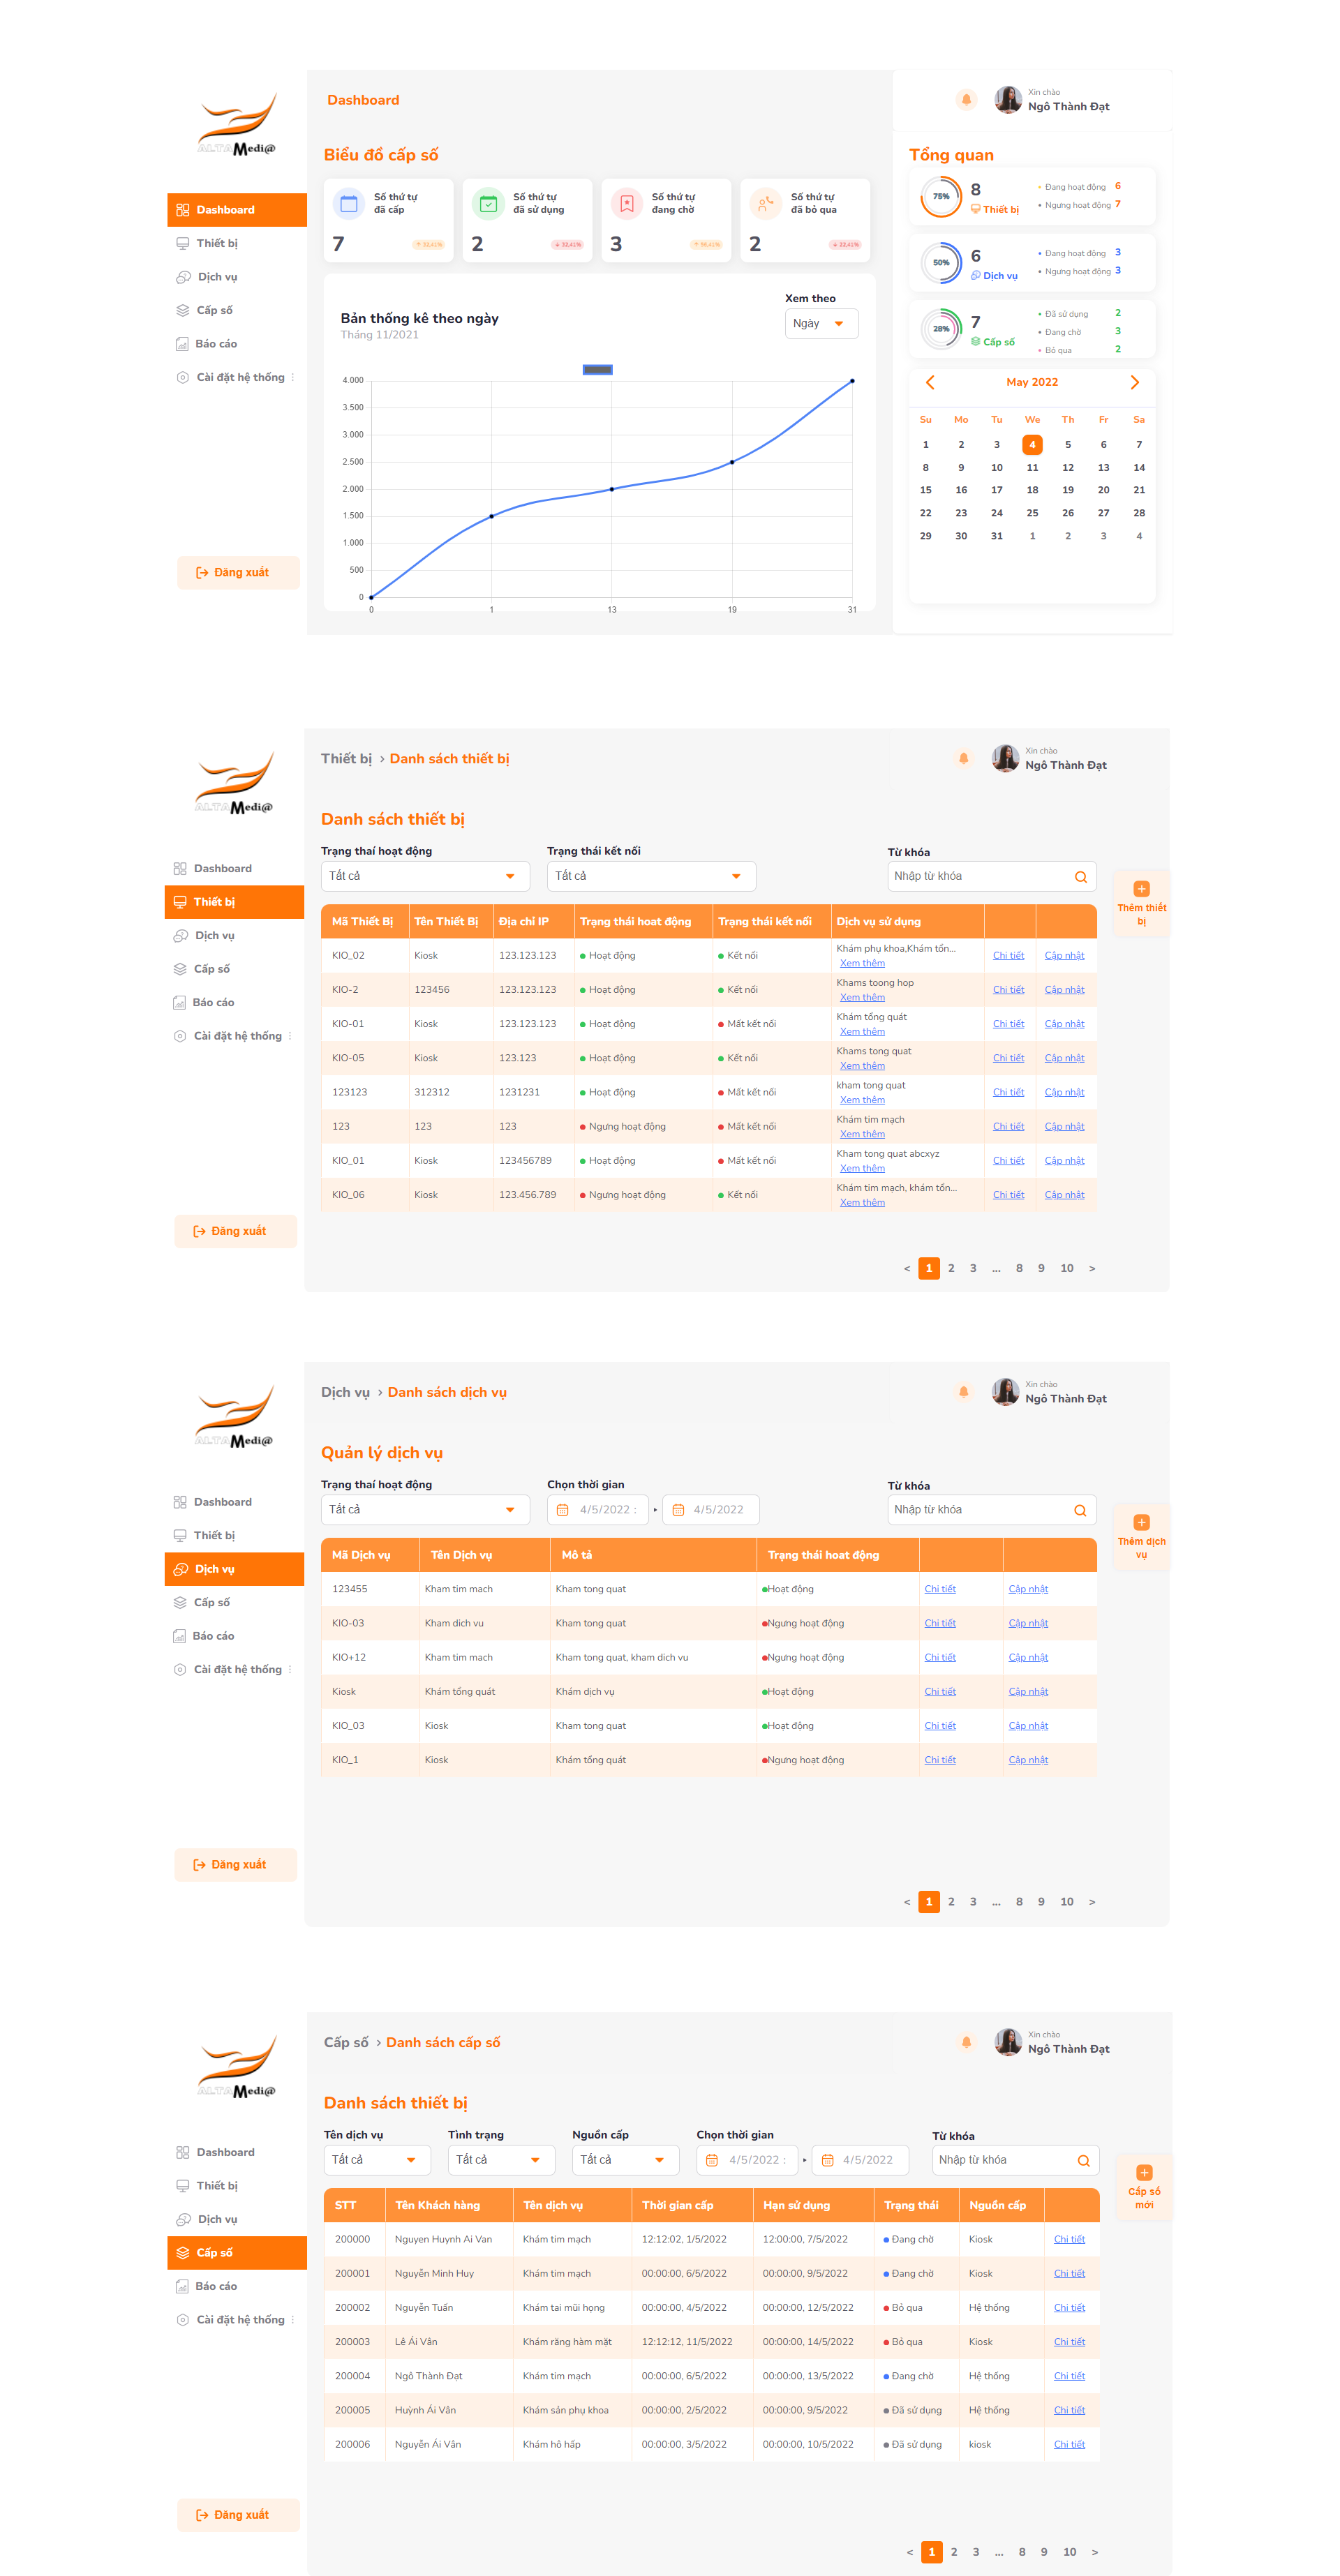 Dashboard
Xin chào
Ngô Thành Đạt
ALTA Medi@
Dashboard
Thiết bị
Dịch vụ
Cấp số
Báo cáo
Cài đặt hệ thống
Đăng xuất
Biểu đồ cấp số
Số thứ tự
đã cấp
7
32,41%
Số thứ tự
đã sử dụng
2
32,41%
Số thứ tự
đang chờ
3
56,41%
Số thứ tự
đã bỏ qua
2
22,41%
Bản thống kê theo ngày
Tháng 11/2021
Xem theo
Ngày
4.000
3.500
3.000
2.500
2.000
1.500
1.000
500
0
0 1 13 19 31
Tổng quan
75%
8
Thiết bị
Đang hoạt động 6
Ngưng hoạt động 7
50%
6
Dịch vụ
Đang hoạt động 3
Ngưng hoạt động 3
28%
7
Cấp số
Đã sử dụng 2
Đang chờ 3
Bỏ qua 2
May 2022
Su Mo Tu We Th Fr Sa
1 2 3 4 5 6 7
8 9 10 11 12 13 14
15 16 17 18 19 20 21
22 23 24 25 26 27 28
29 30 31 1 2 3 4
Thiết bị > Danh sách thiết bị
Xin chào
Ngô Thành Đạt
ALTA Medi@
Dashboard
Thiết bị
Dịch vụ
Cấp số
Báo cáo
Cài đặt hệ thống
Đăng xuất
Danh sách thiết bị
Trạng thaí hoạt động
Tất cả
Trạng thái kết nối
Tất cả
Từ khóa
Nhập từ khóa
Thêm thiết
bị
Mã Thiết Bị Tên Thiết Bị Địa chỉ IP Trạng thái hoat động Trạng thái kết nối Dịch vụ sử dụng
KIO_02 Kiosk 123.123.123 Hoạt động Kết nối Khám phụ khoa,Khám tổn... Xem thêm Chi tiết Cập nhật
KIO-2 123456 123.123.123 Hoạt động Kết nối Khams toong hop Xem thêm Chi tiết Cập nhật
KIO-01 Kiosk 123.123.123 Hoạt động Mất kết nối Khám tổng quát Xem thêm Chi tiết Cập nhật
KIO-05 Kiosk 123.123 Hoạt động Kết nối Khams tong quat Xem thêm Chi tiết Cập nhật
123123 312312 1231231 Hoạt động Mất kết nối kham tong quat Xem thêm Chi tiết Cập nhật
123 123 123 Ngưng hoạt động Mất kết nối Khám tim mạch Xem thêm Chi tiết Cập nhật
KIO_01 Kiosk 123456789 Hoạt động Mất kết nối Kham tong quat abcxyz Xem thêm Chi tiết Cập nhật
KIO_06 Kiosk 123.456.789 Ngưng hoạt động Kết nối Khám tim mạch, khám tổn... Xem thêm Chi tiết Cập nhật
< 1 2 3 ... 8 9 10 >
Dịch vụ > Danh sách dịch vụ
Xin chào
Ngô Thành Đạt
ALTA Medi@
Dashboard
Thiết bị
Dịch vụ
Cấp số
Báo cáo
Cài đặt hệ thống
Đăng xuất
Quản lý dịch vụ
Trạng thaí hoạt động
Tất cả
Chọn thời gian
4/5/2022 :
4/5/2022
Từ khóa
Nhập từ khóa
Thêm dịch
vụ
Mã Dịch vụ Tên Dịch vụ Mô tả Trạng thái hoat động
123455 Kham tim mach Kham tong quat Hoạt động Chi tiết Cập nhật
KIO-03 Kham dich vu Kham tong quat Ngưng hoạt động Chi tiết Cập nhật
KIO+12 Kham tim mach Kham tong quat, kham dich vu Ngưng hoạt động Chi tiết Cập nhật
Kiosk Khám tổng quát Khám dịch vụ Hoạt động Chi tiết Cập nhật
KIO_03 Kiosk Kham tong quat Hoạt động Chi tiết Cập nhật
KIO_1 Kiosk Khám tổng quát Ngưng hoạt động Chi tiết Cập nhật
< 1 2 3 ... 8 9 10 >
Cấp số > Danh sách cấp số
Xin chào
Ngô Thành Đạt
ALTA Medi@
Dashboard
Thiết bị
Dịch vụ
Cấp số
Báo cáo
Cài đặt hệ thống
Đăng xuất
Danh sách thiết bị
Tên dịch vụ
Tất cả
Tình trạng
Tất cả
Nguồn cấp
Tất cả
Chọn thời gian
4/5/2022 :
4/5/2022
Từ khóa
Nhập từ khóa
Cấp số
mới
STT Tên Khách hàng Tên dịch vụ Thời gian cấp Hạn sử dụng Trạng thái Nguồn cấp
200000 Nguyen Huynh Ai Van Khám tim mạch 12:12:02, 1/5/2022 12:00:00, 7/5/2022 Đang chờ Kiosk Chi tiết
200001 Nguyễn Minh Huy Khám tim mạch 00:00:00, 6/5/2022 00:00:00, 9/5/2022 Đang chờ Kiosk Chi tiết
200002 Nguyễn Tuấn Khám tai mũi họng 00:00:00, 4/5/2022 00:00:00, 12/5/2022 Bỏ qua Hệ thống Chi tiết
200003 Lê Ái Vân Khám răng hàm mặt 12:12:12, 11/5/2022 00:00:00, 14/5/2022 Bỏ qua Kiosk Chi tiết
200004 Ngô Thành Đạt Khám tim mạch 00:00:00, 6/5/2022 00:00:00, 13/5/2022 Đang chờ Hệ thống Chi tiết
200005 Huỳnh Ái Vân Khám sản phụ khoa 00:00:00, 2/5/2022 00:00:00, 9/5/2022 Đã sử dụng Hệ thống Chi tiết
200006 Nguyễn Ái Vân Khám hô hấp 00:00:00, 3/5/2022 00:00:00, 10/5/2022 Đã sử dụng kiosk Chi tiết
< 1 2 3 ... 8 9 10 >